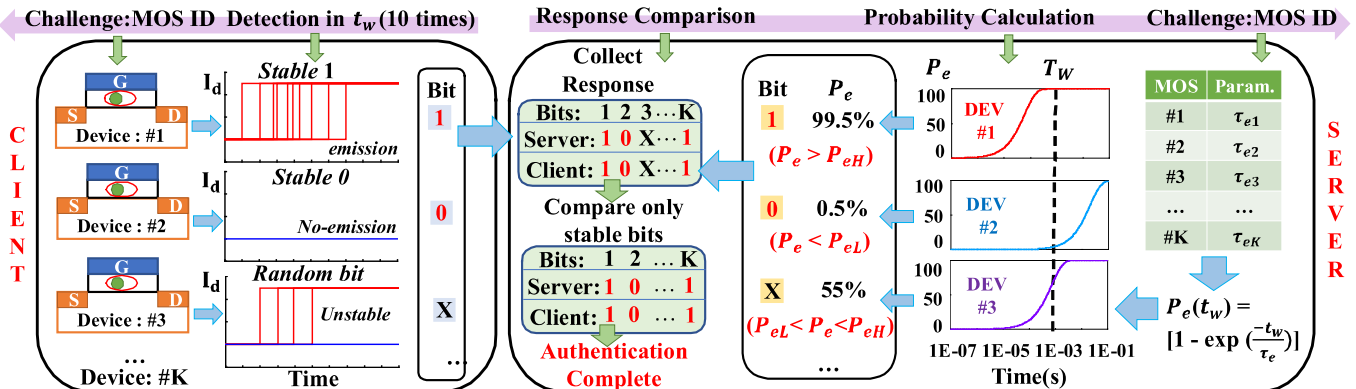 Challenge:MOS ID
Detection in t_w (10 times)
Response Comparison
Probability Calculation
Challenge:MOS ID
CLIENT
G
S
D
Device : #1
G
S
D
Device : #2
G
S
D
Device : #3
...
Device: #K
I_d
Stable 1
emission
I_d
Stable 0
No-emission
I_d
Random bit
Unstable
Time
Bit
1
0
X
...
Collect
Response
Bits: 1 2 3...K
Server: 1 0 X... 1
Client: 1 0 X... 1
Compare only
stable bits
Bits: 1 2 ... K
Server: 1 0 ... 1
Client: 1 0 ... 1
Authentication
Complete
Bit P_e
1 99.5%
(P_e > P_eH)
0 0.5%
(P_e < P_eL)
X 55%
(P_eL< P_e<P_eH)
...
P_e T_W
100
50
0
DEV
#1
100
50
0
DEV
#2
100
50
0
DEV
#3
1E-07 1E-05 1E-03 1E-01
Time(s)
MOS Param.
#1 τ_e1
#2 τ_e2
#3 τ_e3
... ...
#K τ_eK
P_e(t_w) =
[1 - exp (-t_w/τ_e)]
SERVER